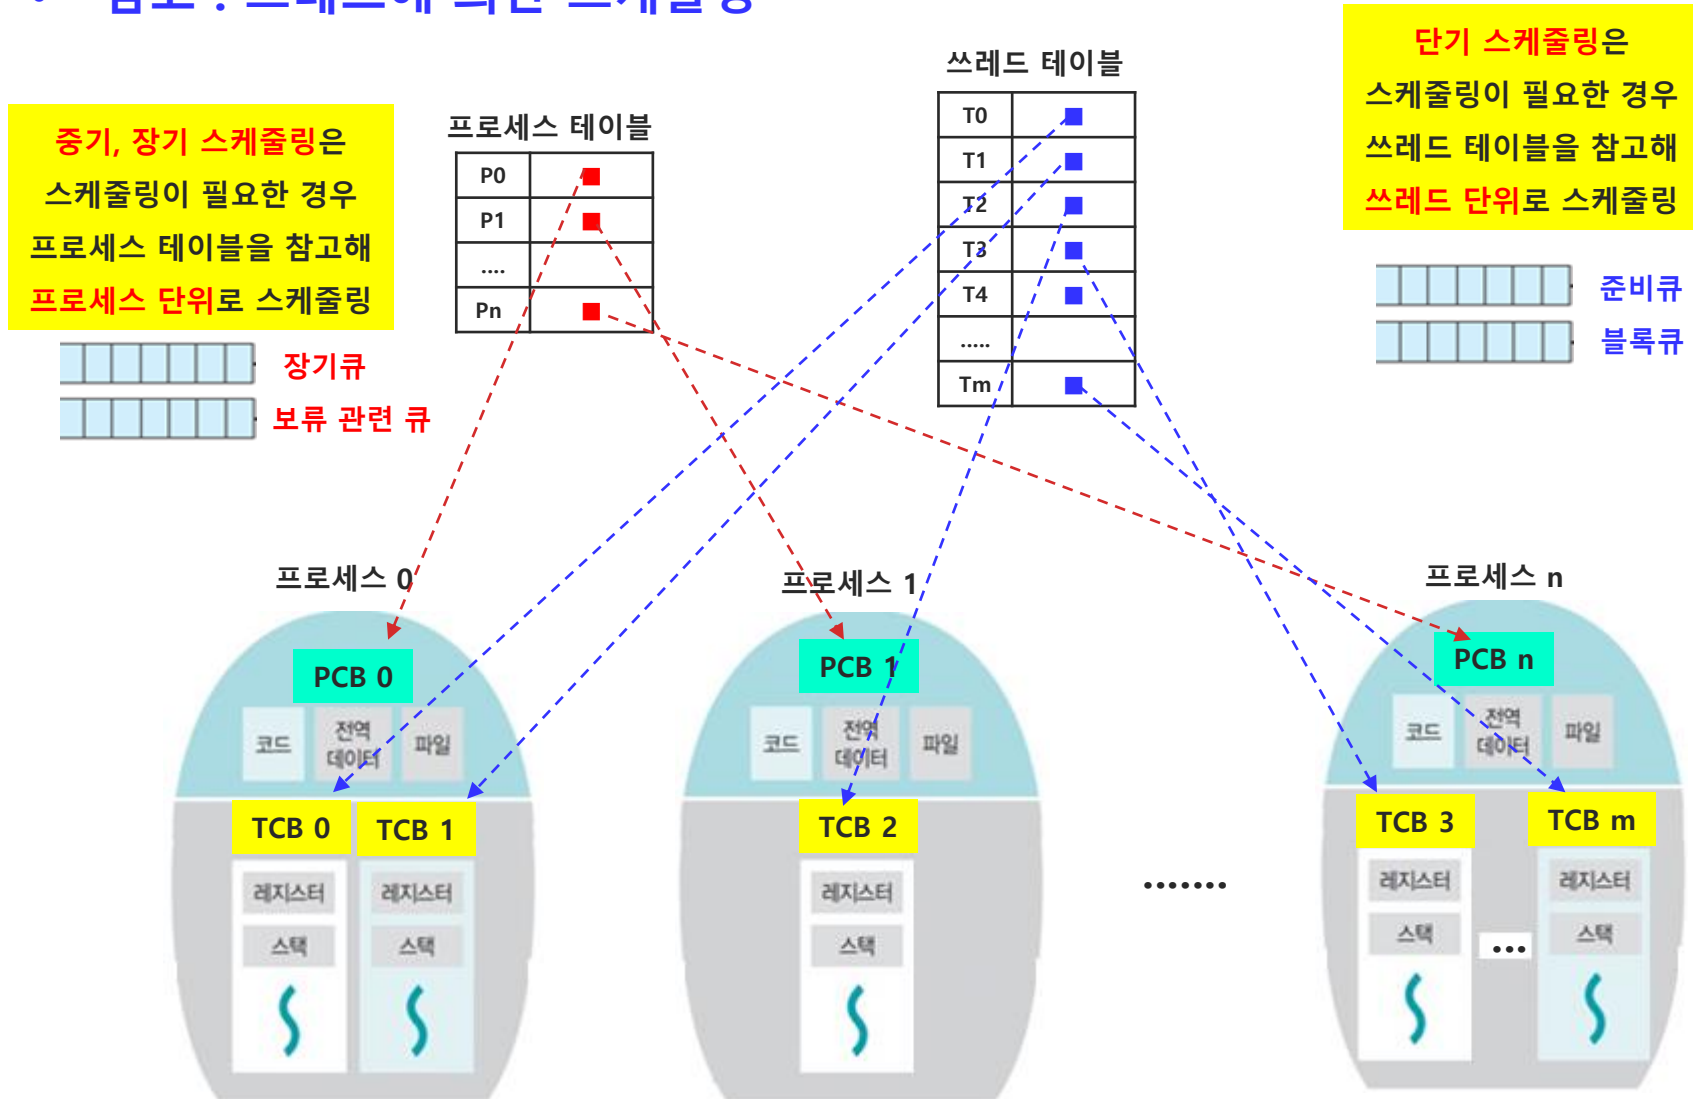 쓰레드 테이블
T0
T1
T2
T3
T4
.....
Tm
단기 스케줄링은
스케줄링이 필요한 경우
쓰레드 테이블을 참고해
쓰레드 단위로 스케줄링
준비큐
블록큐
중기, 장기 스케줄링은
스케줄링이 필요한 경우
프로세스 테이블을 참고해
프로세스 단위로 스케줄링
장기큐
보류 관련 큐
프로세스 테이블
P0
P1
....
Pn
프로세스 0
PCB 0
코드
전역
데이터
파일
TCB 0
TCB 1
레지스터
레지스터
스택
스택
프로세스 1
PCB 1
코드
전역
데이터
파일
TCB 2
레지스터
스택
.......
프로세스 n
PCB n
코드
전역
데이터
파일
TCB 3
TCB m
레지스터
레지스터
스택
...
스택